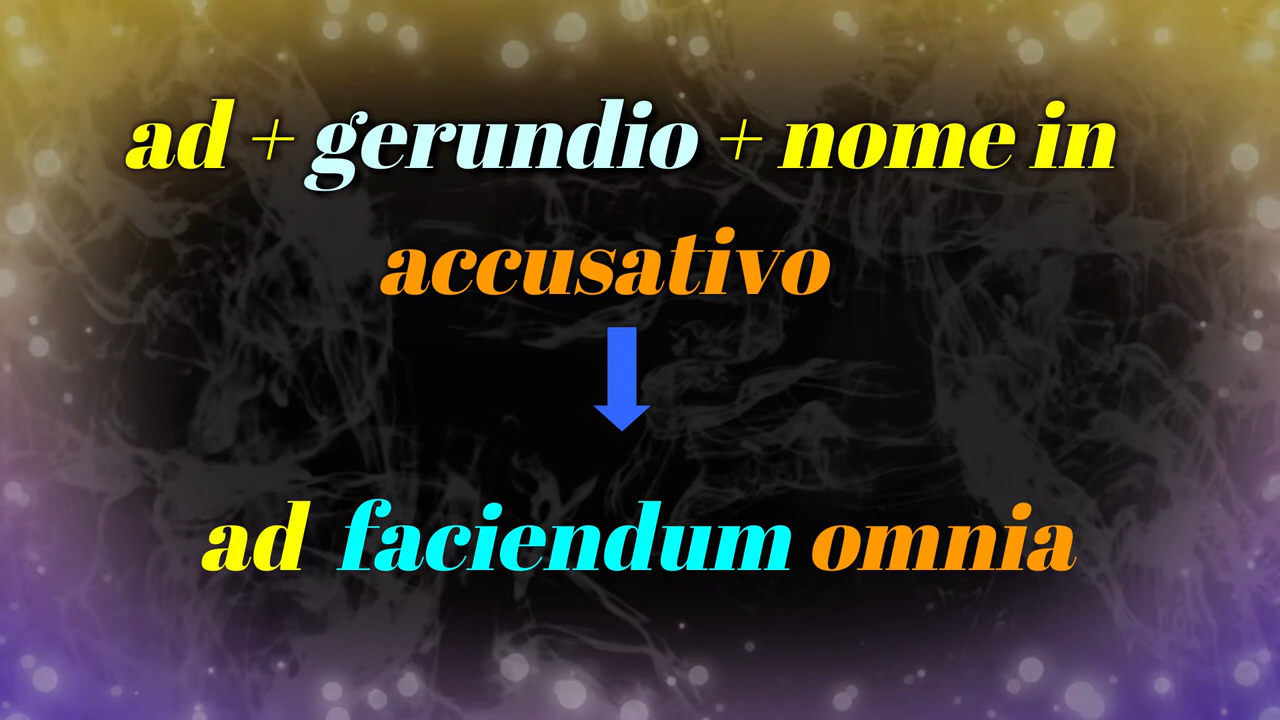 ad + gerundio + nome in
accusativo
ad faciendum omnia